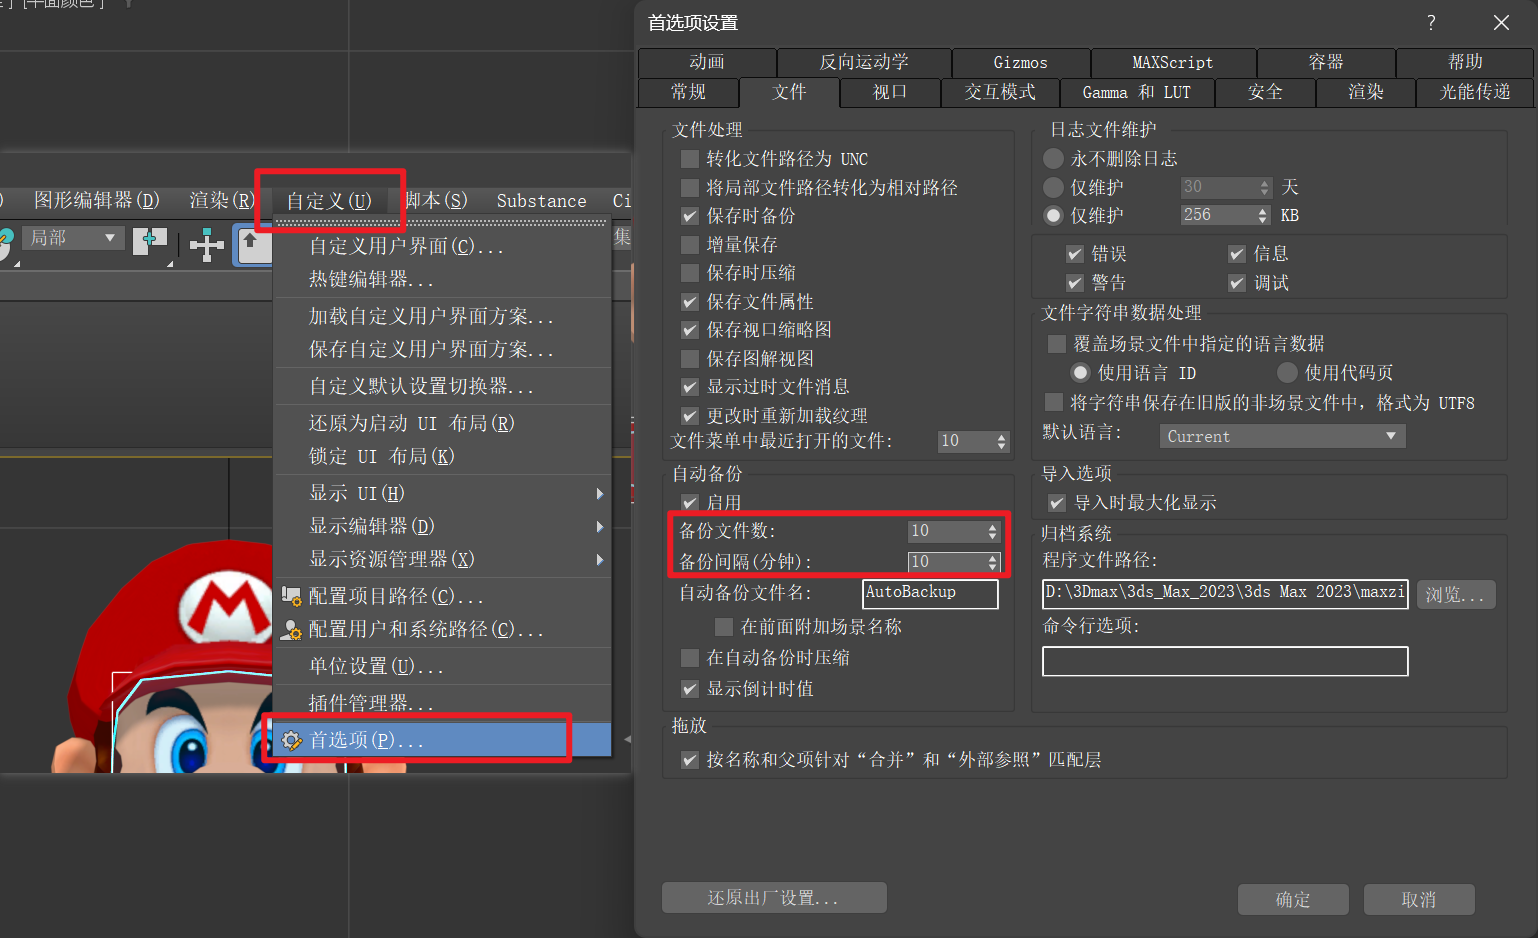 [平面颜色]
图形编辑器(D) 渲染(R) 自定义(U) 脚本(S) Substance Ci
局部
集
自定义用户界面(C)...
热键编辑器...
加载自定义用户界面方案...
保存自定义用户界面方案...
自定义默认设置切换器...
还原为启动 UI 布局(R)
锁定 UI 布局(K)
显示 UI(H)
显示编辑器(D)
显示资源管理器(X)
配置项目路径(C)...
配置用户和系统路径(C)...
单位设置(U)...
插件管理器...
首选项(P)...
M
首选项设置
?
动画 反向运动学 Gizmos MAXScript 容器 帮助
常规 文件 视口 交互模式 Gamma 和 LUT 安全 渲染 光能传递
文件处理
转化文件路径为 UNC
将局部文件路径转化为相对路径
保存时备份
增量保存
保存时压缩
保存文件属性
保存视口缩略图
保存图解视图
显示过时文件消息
更改时重新加载纹理
文件菜单中最近打开的文件: 10
自动备份
启用
备份文件数: 10
备份间隔(分钟): 10
自动备份文件名: AutoBackup
在前面附加场景名称
在自动备份时压缩
显示倒计时值
拖放
按名称和父项针对“合并”和“外部参照”匹配层
日志文件维护
永不删除日志
仅维护 30 天
仅维护 256 KB
错误 信息
警告 调试
文件字符串数据处理
覆盖场景文件中指定的语言数据
使用语言 ID 使用代码页
将字符串保存在旧版的非场景文件中，格式为 UTF8
默认语言: Current
导入选项
导入时最大化显示
归档系统
程序文件路径:
D:\3Dmax\3ds_Max_2023\3ds Max 2023\maxzi 浏览...
命令行选项:
还原出厂设置... 确定 取消